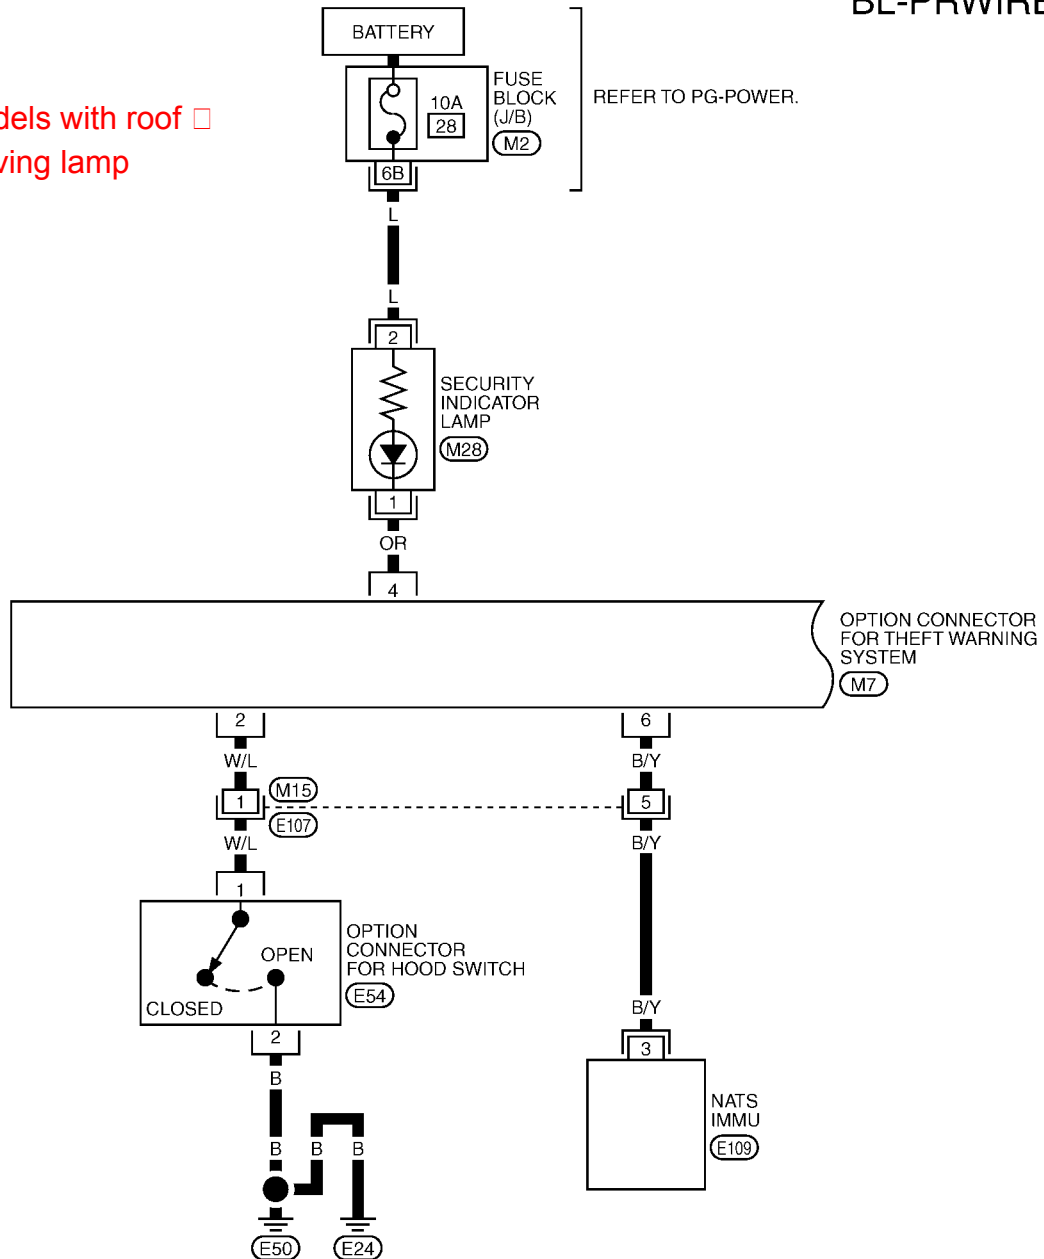 BL-PRWIRE
BATTERY
dels with roof
ving lamp
10A
28
FUSE
BLOCK
(J/B)
M2
REFER TO PG-POWER.
6B
L
L
2
SECURITY
INDICATOR
LAMP
M28
1
OR
4
OPTION CONNECTOR
FOR THEFT WARNING
SYSTEM
M7
2
6
W/L
B/Y
1
M15
E107
5
W/L
B/Y
1
OPEN
CLOSED
OPTION
CONNECTOR
FOR HOOD SWITCH
E54
B/Y
2
3
B
NATS
IMMU
E109
B
B
B
E50
E24